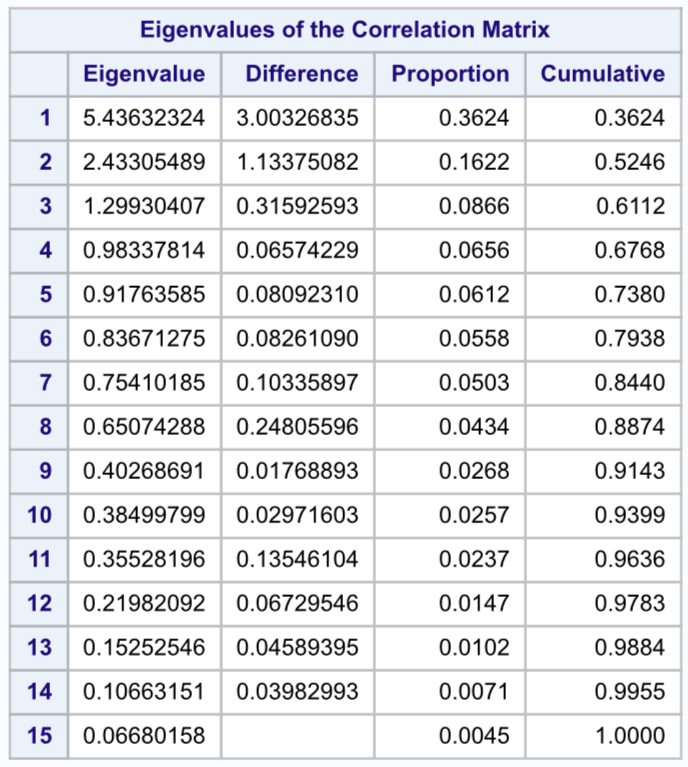 Eigenvalues of the Correlation Matrix
Eigenvalue Difference Proportion Cumulative
1 5.43632324 3.00326835 0.3624 0.3624
2 2.43305489 1.13375082 0.1622 0.5246
3 1.29930407 0.31592593 0.0866 0.6112
4 0.98337814 0.06574229 0.0656 0.6768
5 0.91763585 0.08092310 0.0612 0.7380
6 0.83671275 0.08261090 0.0558 0.7938
7 0.75410185 0.10335897 0.0503 0.8440
8 0.65074288 0.24805596 0.0434 0.8874
9 0.40268691 0.01768893 0.0268 0.9143
10 0.38499799 0.02971603 0.0257 0.9399
11 0.35528196 0.13546104 0.0237 0.9636
12 0.21982092 0.06729546 0.0147 0.9783
13 0.15252546 0.04589395 0.0102 0.9884
14 0.10663151 0.03982993 0.0071 0.9955
15 0.06680158 0.0045 1.0000